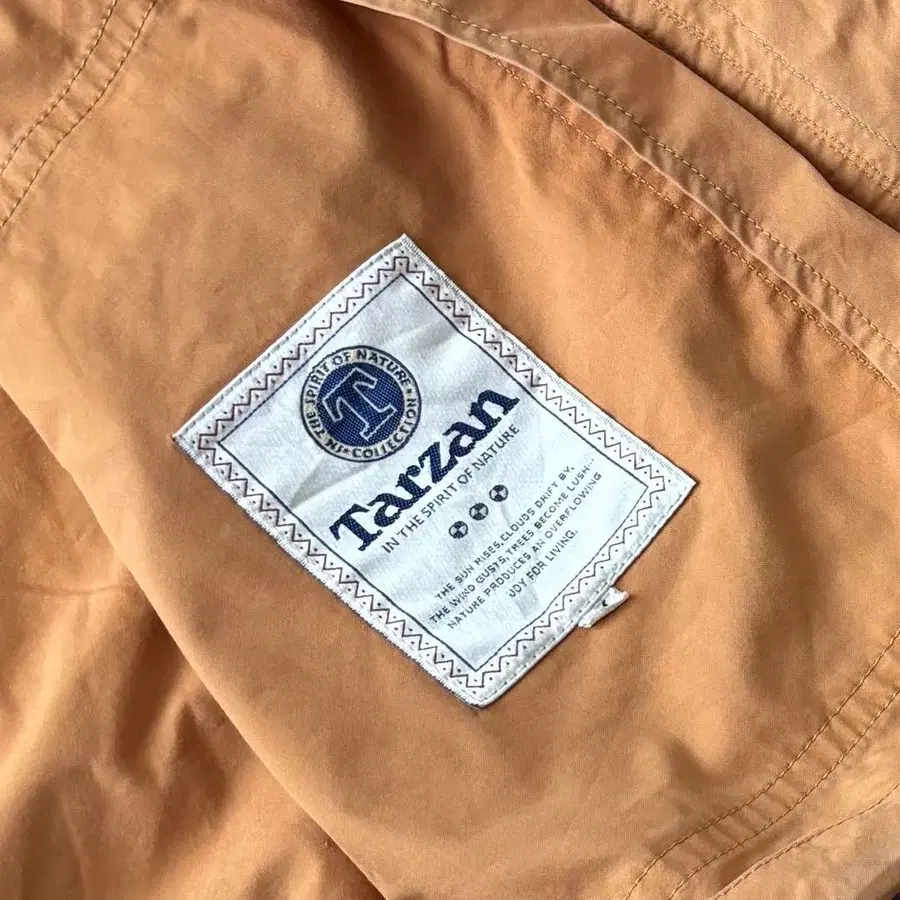 IN THE SPIRIT OF NATURE
T
COLLECTION
Tarzan
IN THE SPIRIT OF NATURE
THE SUN RISES, CLOUDS DRIFT BY.
THE WIND GUSTS, TREES BECOME LUSH...
NATURE PRODUCES AN OVERFLOWING
JOY FOR LIVING.
L